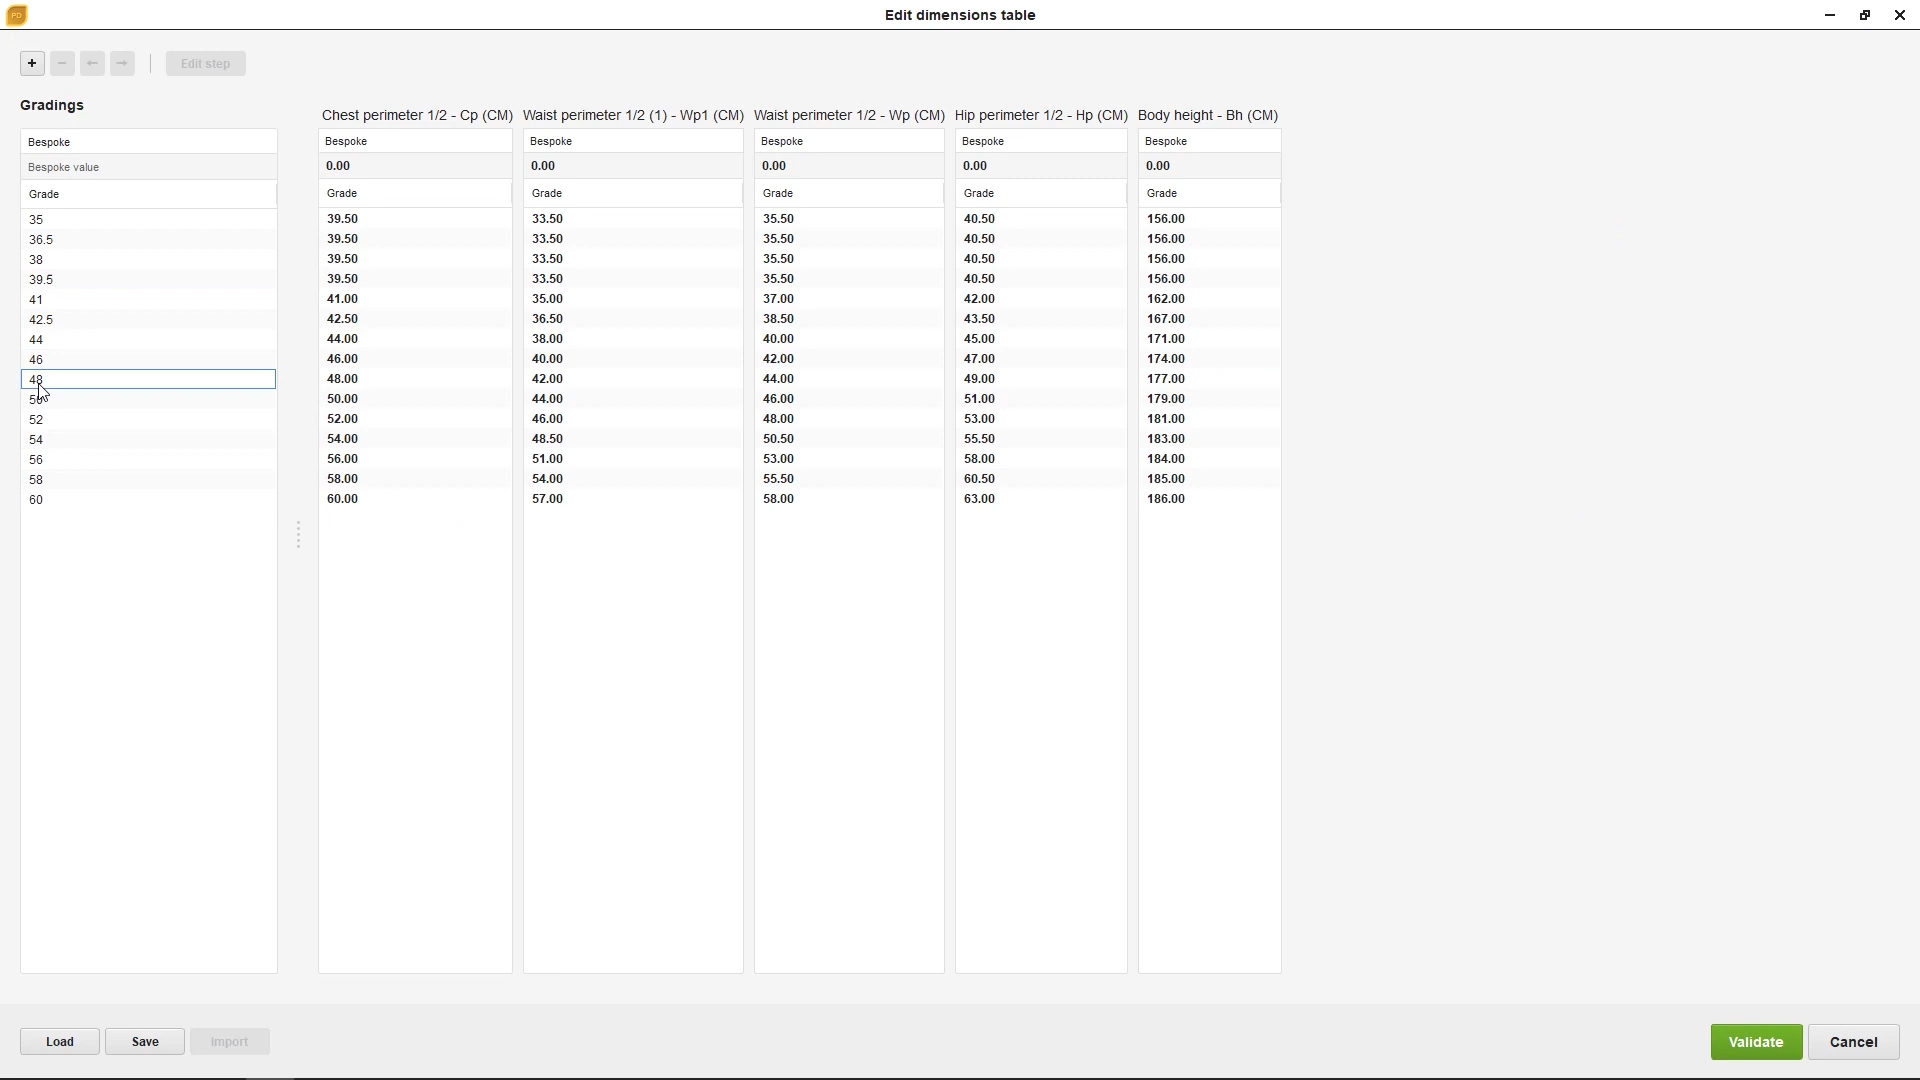 PD
Edit dimensions table
Edit step
Gradings
Chest perimeter 1/2 - Cp (CM) Waist perimeter 1/2 (1) - Wp1 (CM) Waist perimeter 1/2 - Wp (CM) Hip perimeter 1/2 - Hp (CM) Body height - Bh (CM)
Bespoke Bespoke Bespoke Bespoke Bespoke Bespoke
Bespoke value 0.00 0.00 0.00 0.00 0.00
Grade Grade Grade Grade Grade Grade
35 39.50 33.50 35.50 40.50 156.00
36.5 39.50 33.50 35.50 40.50 156.00
38 39.50 33.50 35.50 40.50 156.00
39.5 39.50 33.50 35.50 40.50 156.00
41 41.00 35.00 37.00 42.00 162.00
42.5 42.50 36.50 38.50 43.50 167.00
44 44.00 38.00 40.00 45.00 171.00
46 46.00 40.00 42.00 47.00 174.00
48 48.00 42.00 44.00 49.00 177.00
50 50.00 44.00 46.00 51.00 179.00
52 52.00 46.00 48.00 53.00 181.00
54 54.00 48.50 50.50 55.50 183.00
56 56.00 51.00 53.00 58.00 184.00
58 58.00 54.00 55.50 60.50 185.00
60 60.00 57.00 58.00 63.00 186.00
Load Save Import Validate Cancel